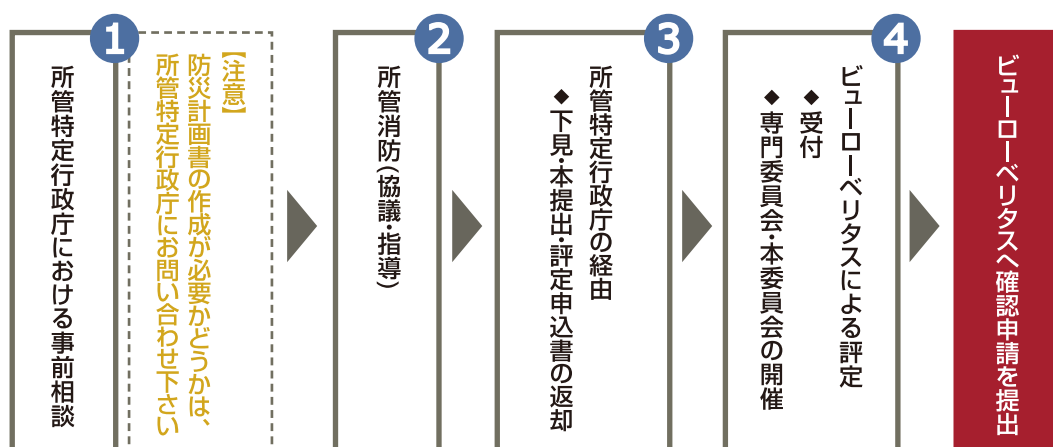 1
所管特定行政庁における事前相談
【注意】
防災計画書の作成が必要かどうかは、
所管特定行政庁にお問い合わせ下さい
2
所管消防(協議・指導)
3
所管特定行政庁の経由
◆下見・本提出・評定申込書の返却
4
ビューローベリタスによる評定
◆受付
◆専門委員会・本委員会の開催
ビューローベリタスへ確認申請を提出